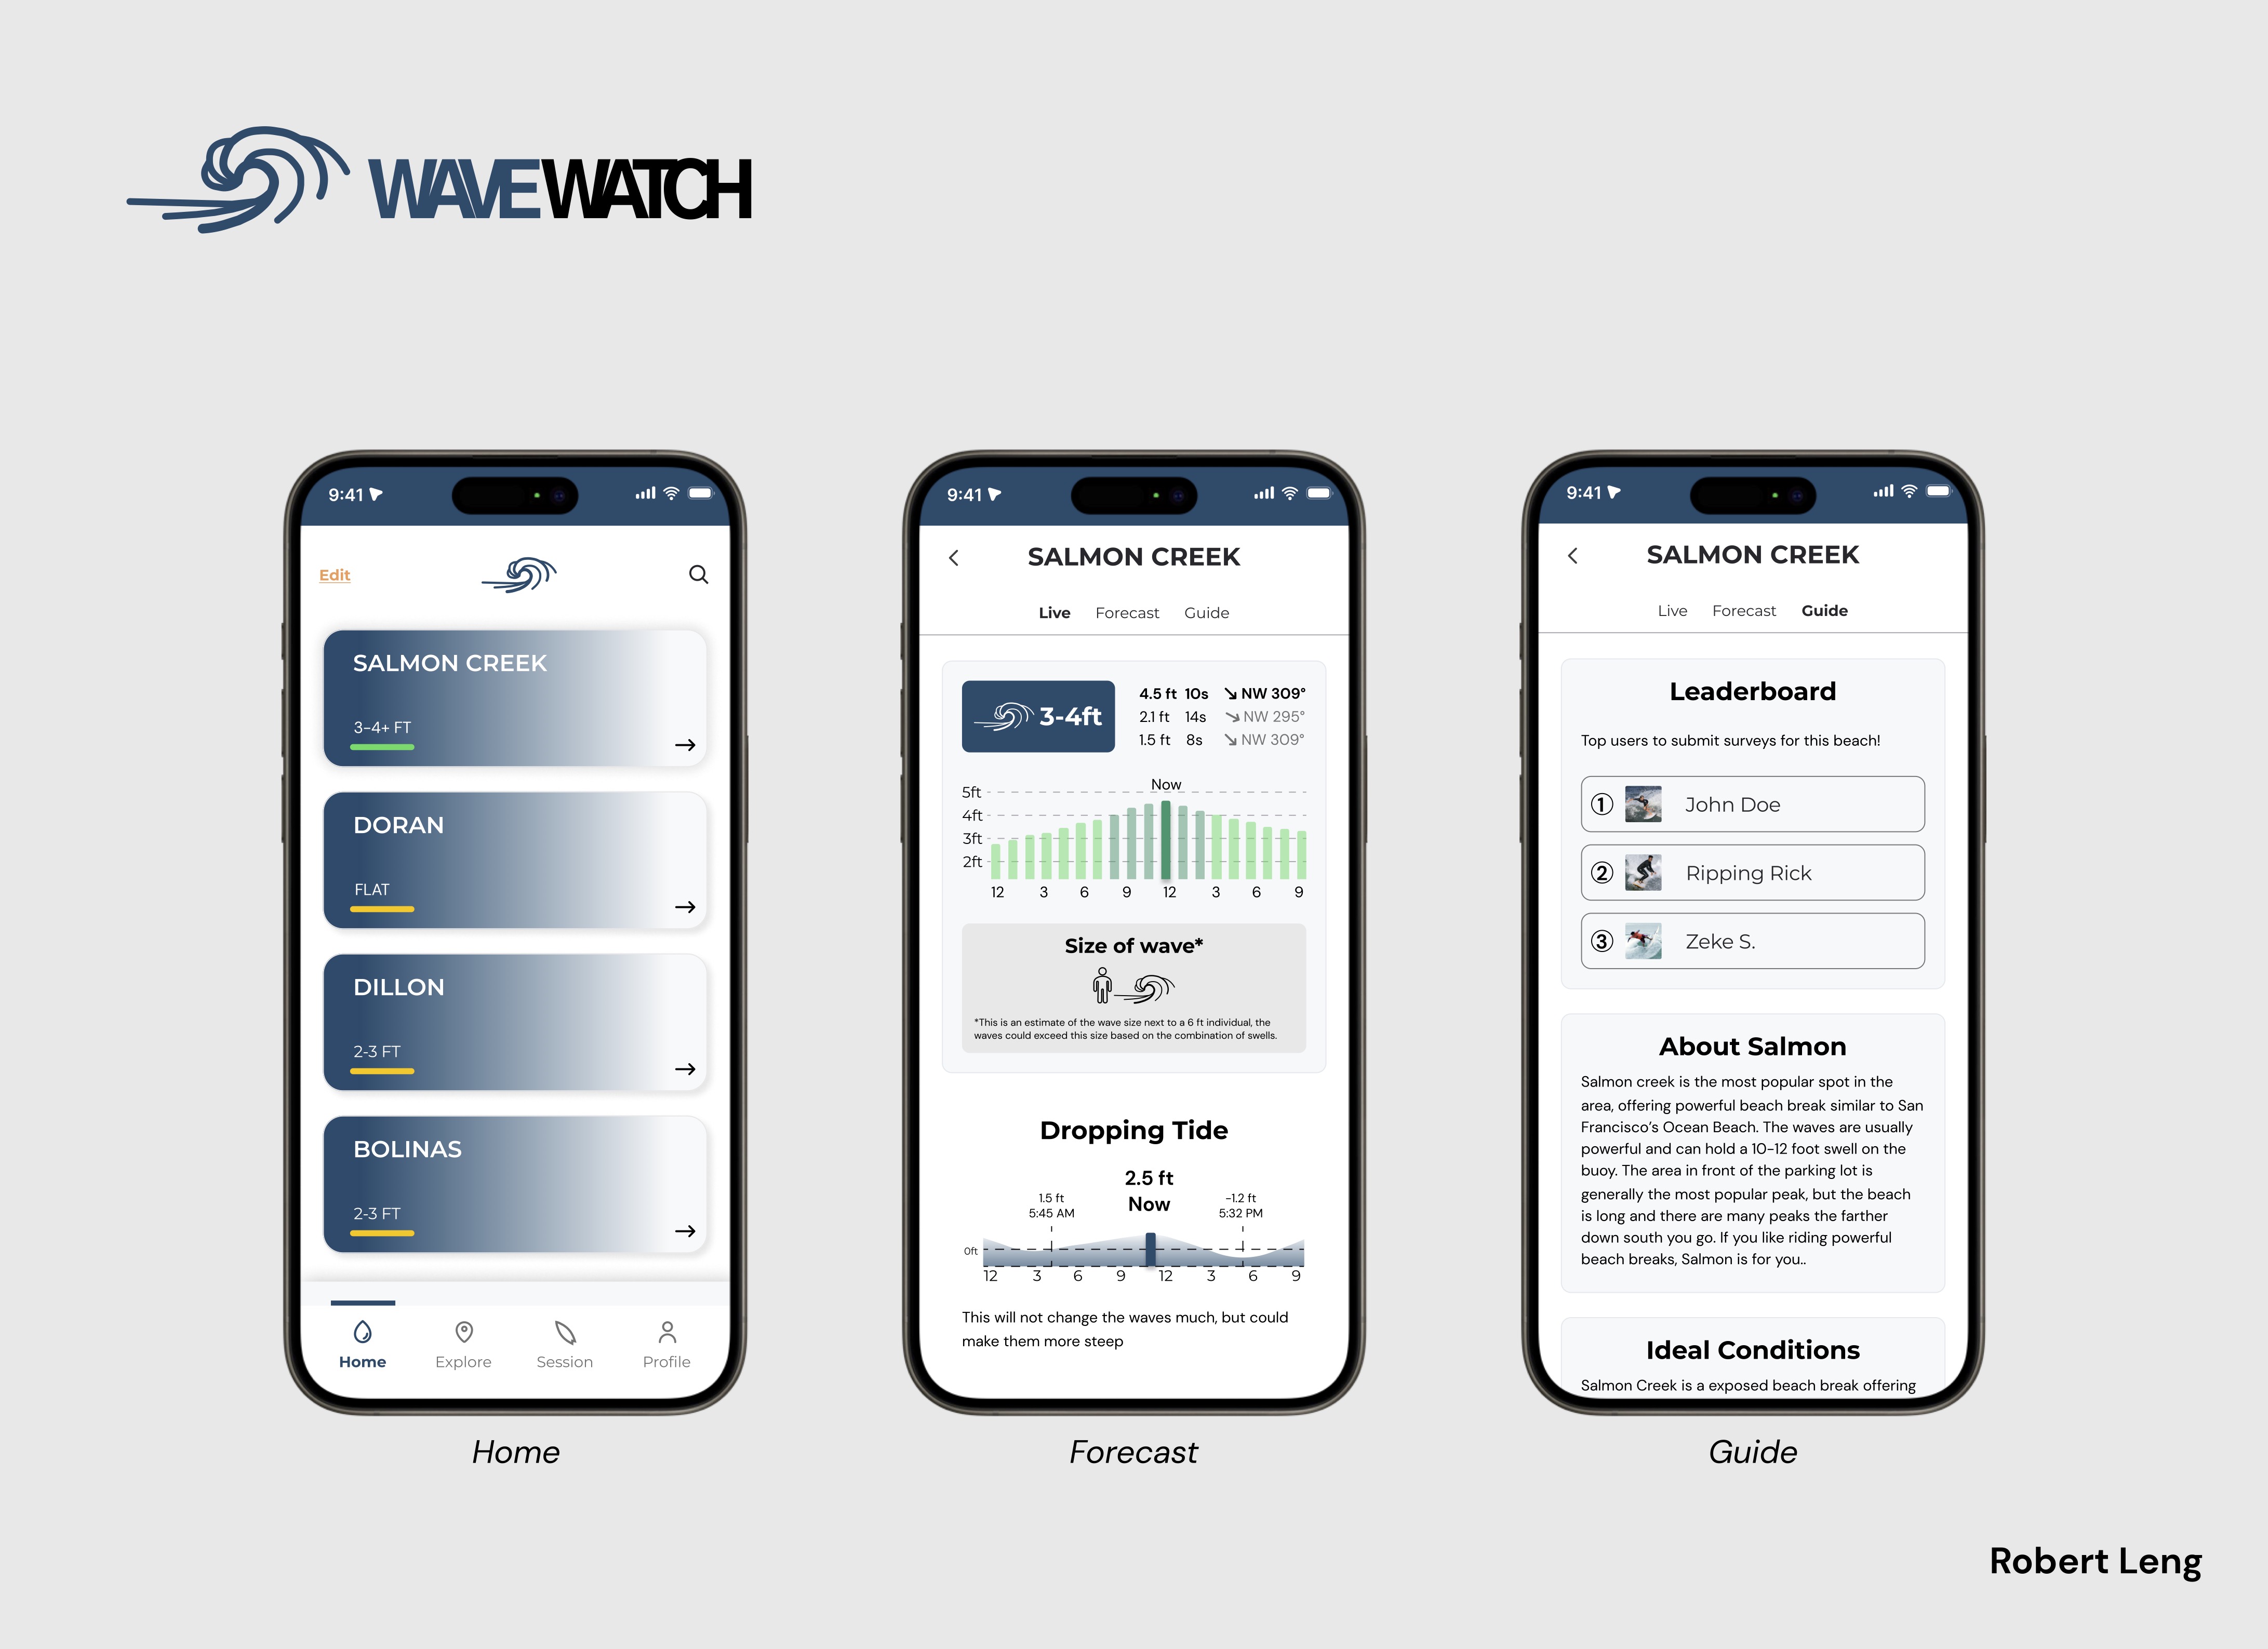 WAVEWATCH
9:41
Edit
SALMON CREEK
3-4+ FT
DORAN
FLAT
DILLON
2-3 FT
BOLINAS
2-3 FT
Home
Explore
Session
Profile
Home
9:41
SALMON CREEK
Live Forecast Guide
3-4ft
4.5 ft 10s NW 309°
2.1 ft 14s NW 295°
1.5 ft 8s NW 309°
Now
5ft
4ft
3ft
2ft
12 3 6 9 12 3 6 9
Size of wave*
*This is an estimate of the wave size next to a 6 ft individual, the
waves could exceed this size based on the combination of swells.
Dropping Tide
2.5 ft
Now
1.5 ft
5:45 AM
-1.2 ft
5:32 PM
0ft
12 3 6 9 12 3 6 9
This will not change the waves much, but could
make them more steep
Forecast
9:41
SALMON CREEK
Live Forecast Guide
Leaderboard
Top users to submit surveys for this beach!
1 John Doe
2 Ripping Rick
3 Zeke S.
About Salmon
Salmon creek is the most popular spot in the
area, offering powerful beach break similar to San
Francisco's Ocean Beach. The waves are usually
powerful and can hold a 10-12 foot swell on the
buoy. The area in front of the parking lot is
generally the most popular peak, but the beach
is long and there are many peaks the farther
down south you go. If you like riding powerful
beach breaks, Salmon is for you..
Ideal Conditions
Salmon Creek is a exposed beach break offering
Guide
Robert Leng